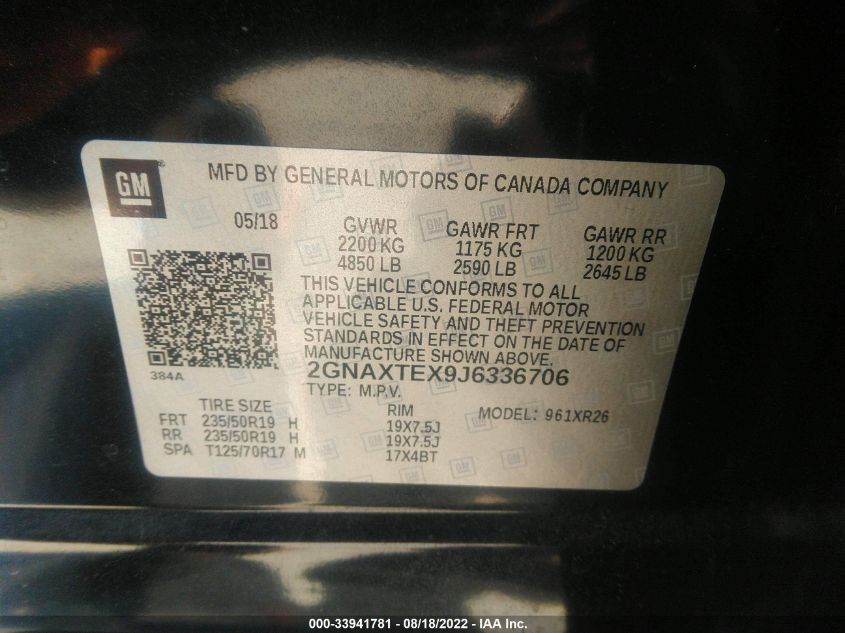 GM
MFD BY GENERAL MOTORS OF CANADA COMPANY
05/18 GVWR GAWR FRT GAWR RR
2200 KG 1175 KG 1200 KG
4850 LB 2590 LB 2645 LB
THIS VEHICLE CONFORMS TO ALL
APPLICABLE U.S. FEDERAL MOTOR
VEHICLE SAFETY AND THEFT PREVENTION
STANDARDS IN EFFECT ON THE DATE OF
MANUFACTURE SHOWN ABOVE.
384A
2GNAXTEX9J6336706
TYPE: M.P.V.
TIRE SIZE RIM MODEL: 961XR26
FRT 235/50R19 H 19X7.5J
RR 235/50R19 H 19X7.5J
SPA T125/70R17 M 17X4BT
000-33941781 - 08/18/2022 - IAA Inc.